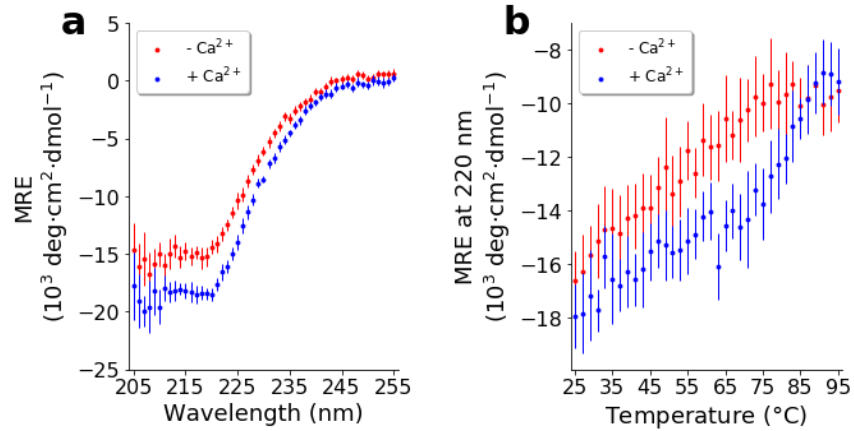 a
- Ca²⁺
+ Ca²⁺
MRE
(10³ deg·cm²·dmol⁻¹)
5
0
−5
−10
−15
−20
−25
205
215
225
235
245
255
Wavelength (nm)
b
- Ca²⁺
+ Ca²⁺
MRE at 220 nm
(10³ deg·cm²·dmol⁻¹)
−8
−10
−12
−14
−16
−18
25
35
45
55
65
75
85
95
Temperature (°C)